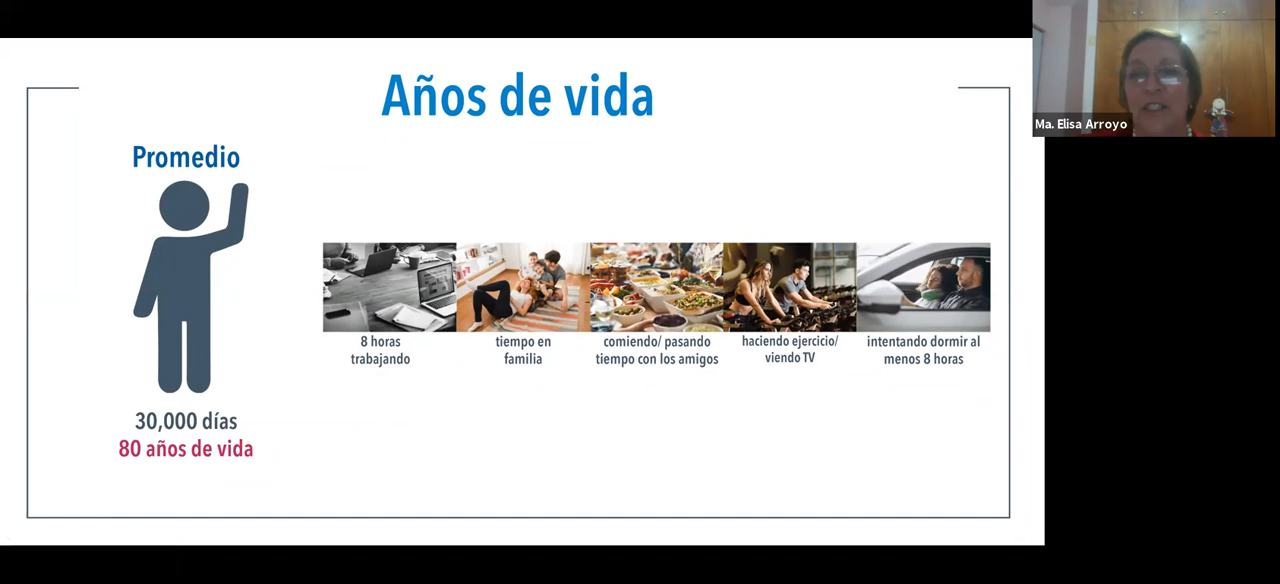 Años de vida
Ma. Elisa Arroyo
Promedio
8 horas
trabajando
tiempo en
familia
comiendo/ pasando
tiempo con los amigos
haciendo ejercicio/
viendo TV
intentando dormir al
menos 8 horas
30,000 días
80 años de vida